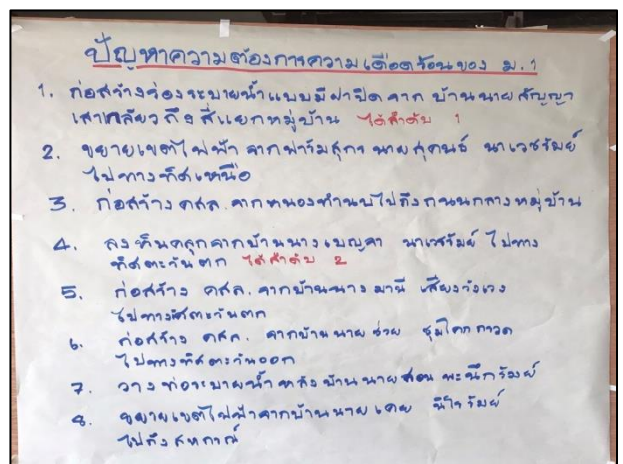 ปัญหาความต้องการความเดือดร้อนของ ม.1
1. ก่อสร้างร่องระบายน้ำแบบมีฝาปิดจาก บ้านนายสัญญา
เสาเกลียวถึงสี่แยกหมู่บ้าน ได้ลำดับ 1
2. ขยายเขตไฟฟ้า จากฟาร์มสุกร นายสุคนธ์ นาเวชรัมย์
ไปทางทิศเหนือ
3. ก่อสร้าง คสล. จากหนองทำนบไปถึงถนนกลางหมู่บ้าน
4. ลงหินคลุกจากบ้านนางเบญจา นาเวชรัมย์ ไปทาง
ทิศตะวันตก ได้ลำดับ 2
5. ก่อสร้าง คสล. จากบ้านนาง มานี เสียงวังเวง
ไปทางทิศตะวันตก
6. ก่อสร้าง คสล. จากบ้านนาย ช่วย ชุมโคกกรวด
ไปทางทิศตะวันออก
7. วางท่อระบายน้ำ หลังบ้านนายสอน พะนึกรัมย์
8. ขยายเขตไฟฟ้าจากบ้านนาย เคย นิไรรัมย์
ไปถึงสหกรณ์